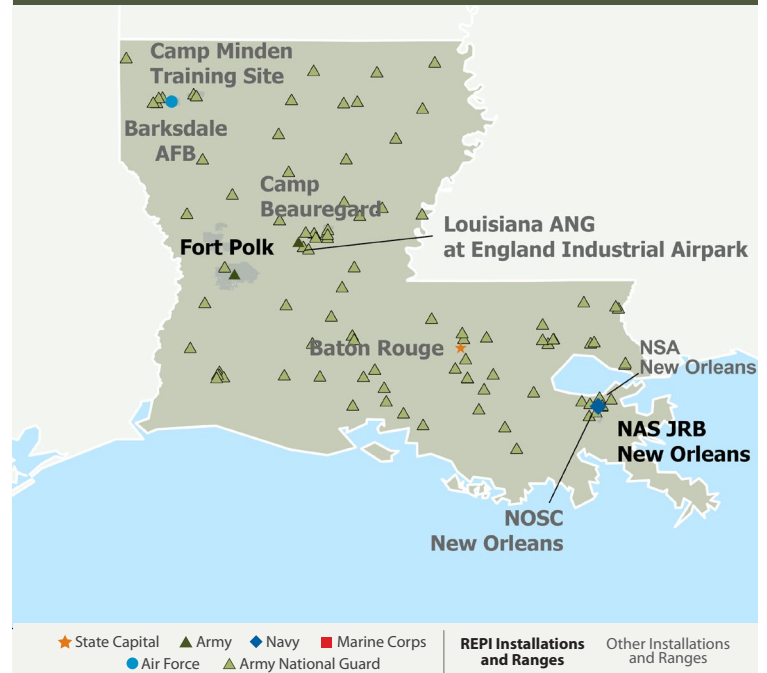 Camp Minden
Training Site
Barksdale
AFB
Camp
Beauregard
Louisiana ANG
at England Industrial Airpark
Fort Polk
Baton Rouge
NSA
New Orleans
NAS JRB
New Orleans
NOSC
New Orleans
State Capital
Army
Navy
Marine Corps
Air Force
Army National Guard
REPI Installations
and Ranges
Other Installations
and Ranges